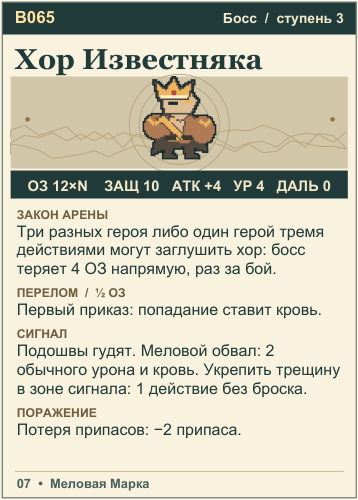 B065 Босс / ступень 3
Хор Известняка
ОЗ 12×N ЗАЩ 10 АТК +4 УР 4 ДАЛЬ 0
ЗАКОН АРЕНЫ
Три разных героя либо один герой тремя
действиями могут заглушить хор: босс
теряет 4 ОЗ напрямую, раз за бой.
ПЕРЕЛОМ / ½ ОЗ
Первый приказ: попадание ставит кровь.
СИГНАЛ
Подошвы гудят. Меловой обвал: 2
обычного урона и кровь. Укрепить трещину
в зоне сигнала: 1 действие без броска.
ПОРАЖЕНИЕ
Потеря припасов: −2 припаса.
07 • Меловая Марка